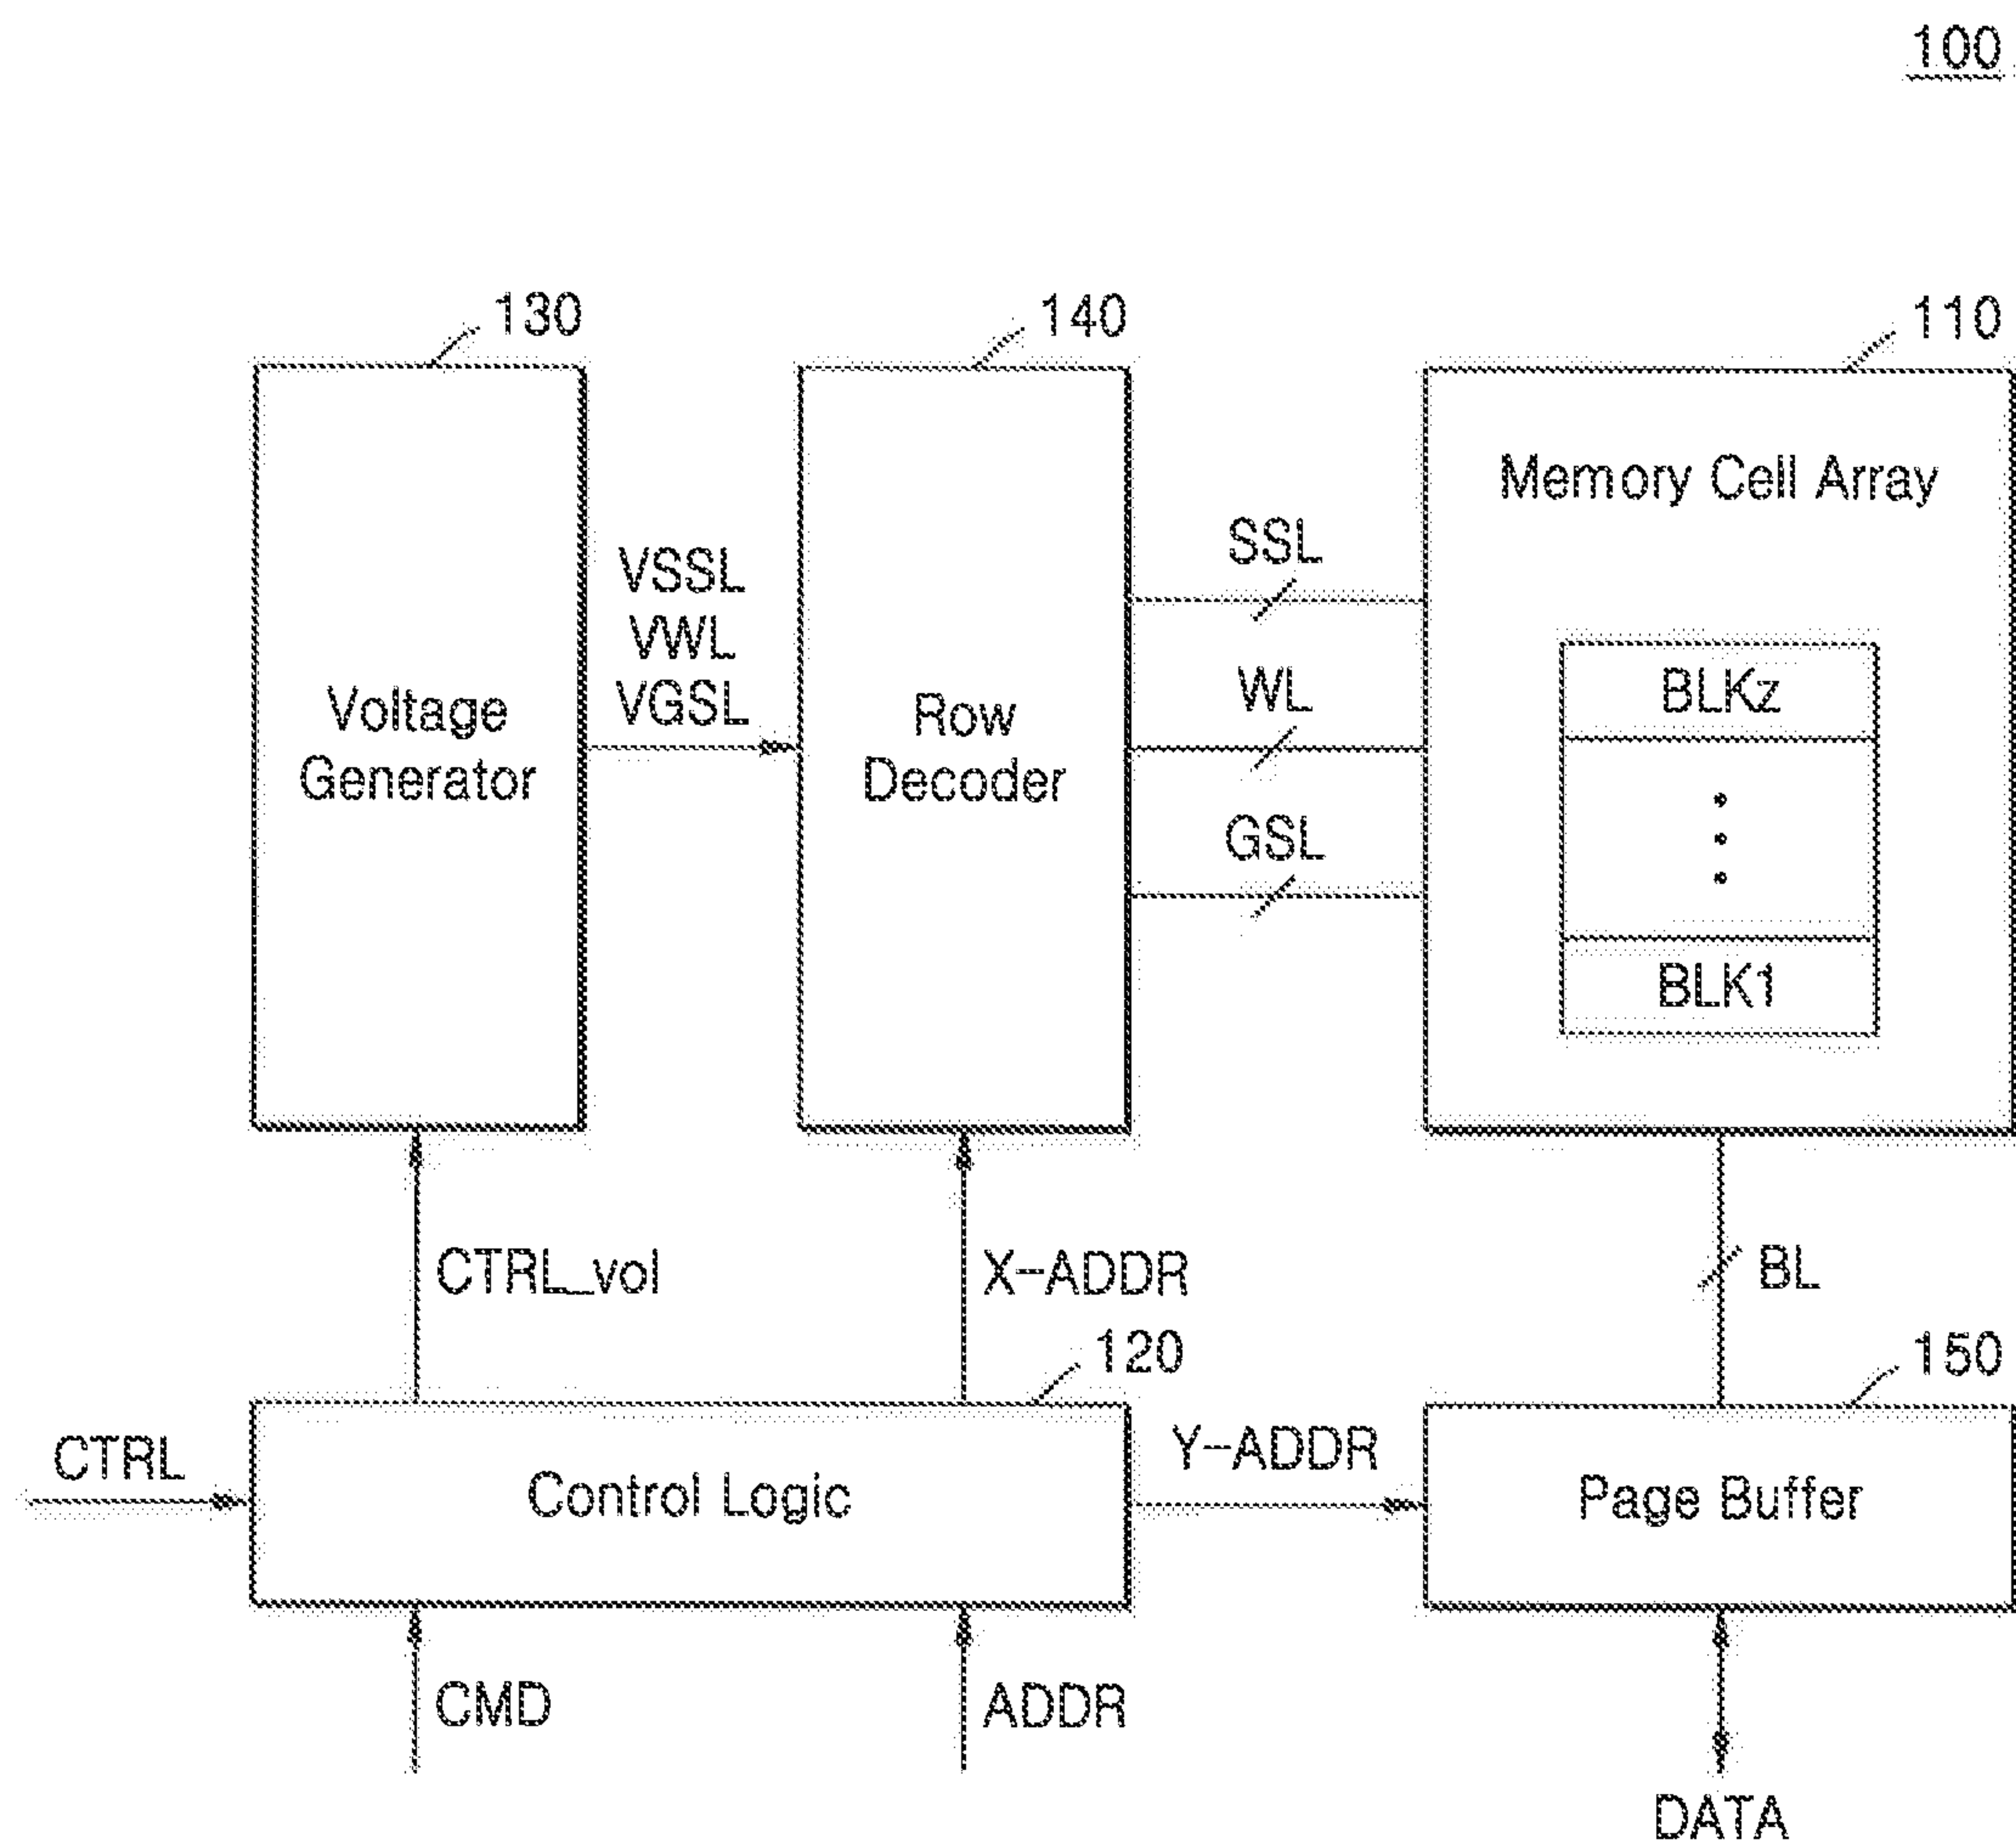 100
130
140
110
Voltage
Generator
VSSL
VWL
VGSL
Row
Decoder
SSL
WL
GSL
Memory Cell Array
BLKz
BLK1
CTRL_vol
X-ADDR
BL
120
150
CTRL
Control Logic
Y-ADDR
Page Buffer
CMD
ADDR
DATA